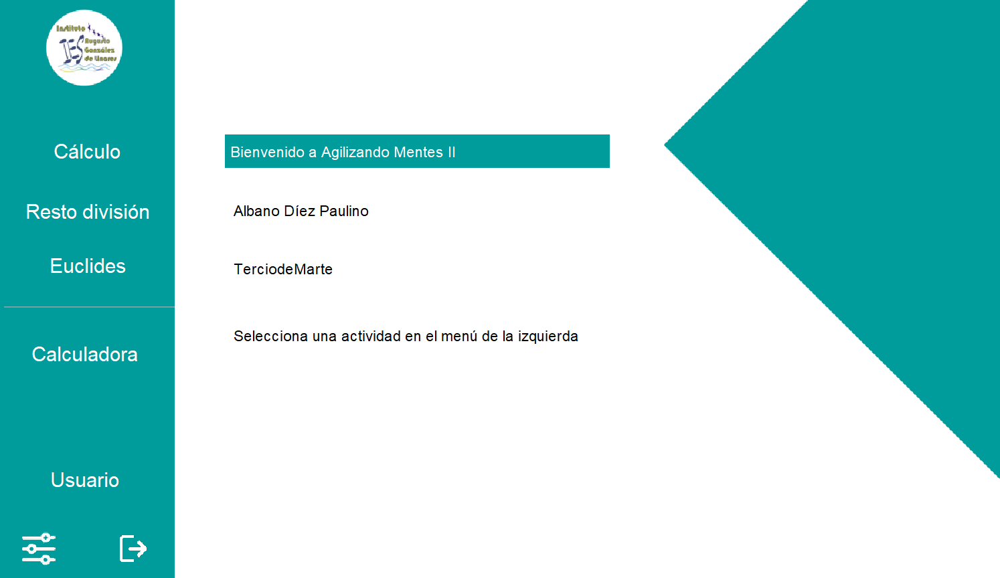 Instituto
IES
Augusto
González
de Linares
Cálculo
Resto división
Euclides
Calculadora
Usuario
Bienvenido a Agilizando Mentes II
Albano Díez Paulino
TerciodeMarte
Selecciona una actividad en el menú de la izquierda